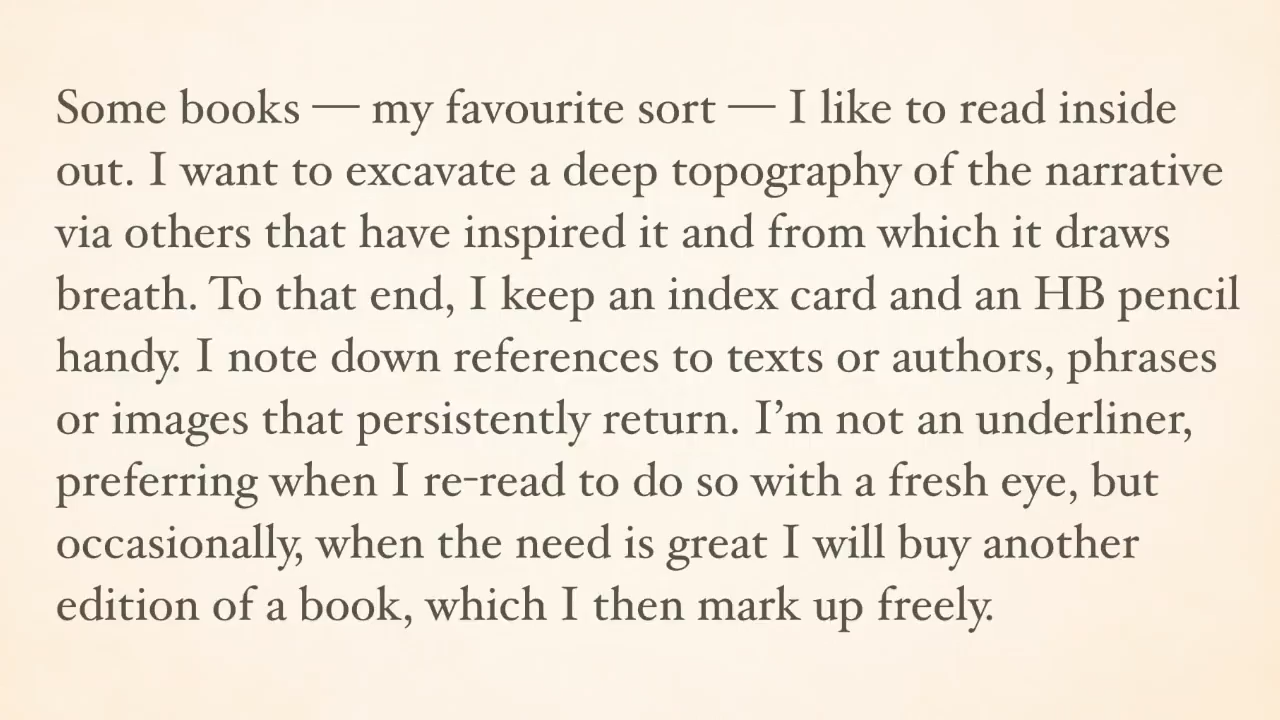 Some books — my favourite sort — I like to read inside
out. I want to excavate a deep topography of the narrative
via others that have inspired it and from which it draws
breath. To that end, I keep an index card and an HB pencil
handy. I note down references to texts or authors, phrases
or images that persistently return. I’m not an underliner,
preferring when I re-read to do so with a fresh eye, but
occasionally, when the need is great I will buy another
edition of a book, which I then mark up freely.